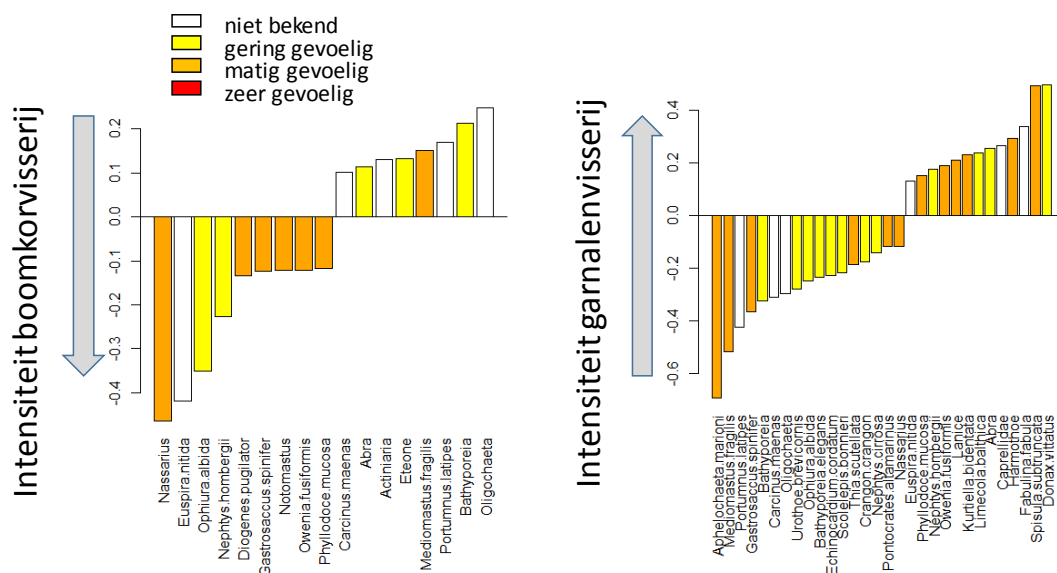 niet bekend
gering gevoelig
matig gevoelig
zeer gevoelig
Intensiteit boomkorvisserij
0.2
0.1
0.0
-0.1
-0.2
-0.3
-0.4
Nassarius
Euspira.nitida
Ophiura.albida
Nephtys.hombergii
Diogenes.pugilator
Gastrosaccus.spinifer
Notomastus
Owenia.fusiformis
Phyllodoce.mucosa
Carcinus.maenas
Abra
Actiniaria
Eteone
Mediomastus.fragilis
Portumnus.latipes
Bathyporeia
Oligochaeta
Intensiteit garnalenvisserij
0.4
0.2
0.0
-0.2
-0.4
-0.6
Aphelochaeta.marioni
Mediomastus.fragilis
Portumnus.latipes
Gastrosaccus.spinifer
Bathyporeia
Carcinus.maenas
Oligochaeta
Urothoe.brevicornis
Ophiura.albida
Bathyporeia.elegans
Echinocardium.cordatum
Scolelepis.bonnieri
Thia.scutellata
Crangon.crangon
Nephtys.cirrosa
Pontocrates.altamarinus
Nassarius
Euspira.nitida
Phyllodoce.mucosa
Nephtys.hombergii
Owenia.fusiformis
Lanice
Kurtiella.bidentata
Limecola.balthica
Abra
Caprellidae
Harmothoe
Fabulina.fabula
Spisula.subtruncata
Donax.vitatus